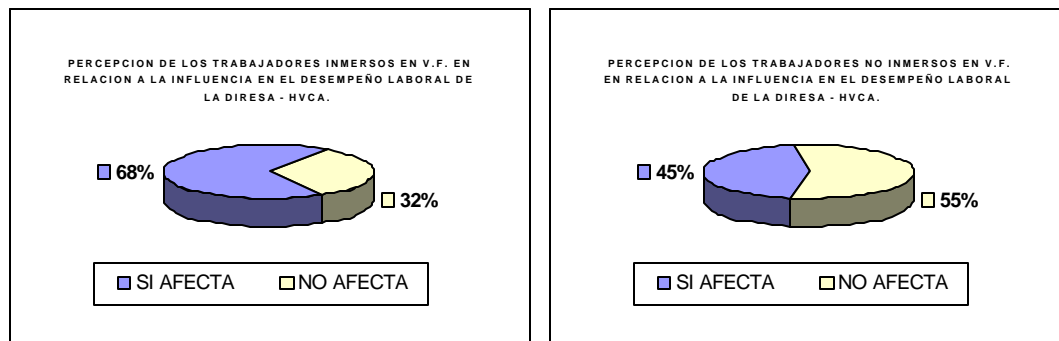 PERCEPCION DE LOS TRABAJADORES INMERSOS EN V.F. EN
RELACION A LA INFLUENCIA EN EL DESEMPEÑO LABORAL DE
LA DIRESA - HVCA.
68%
32%
SI AFECTA NO AFECTA
PERCEPCION DE LOS TRABAJADORES NO INMERSOS EN V.F.
EN RELACION A LA INFLUENCIA EN EL DESEMPEÑO LABORAL
DE LA DIRESA - HVCA.
45%
55%
SI AFECTA NO AFECTA